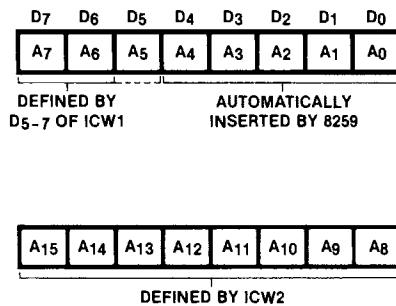 D7 D6 D5 D4 D3 D2 D1 D0
A7 A6 A5 A4 A3 A2 A1 A0
DEFINED BY
D5-7 OF ICW1
AUTOMATICALLY
INSERTED BY 8259
A15 A14 A13 A12 A11 A10 A9 A8
DEFINED BY ICW2